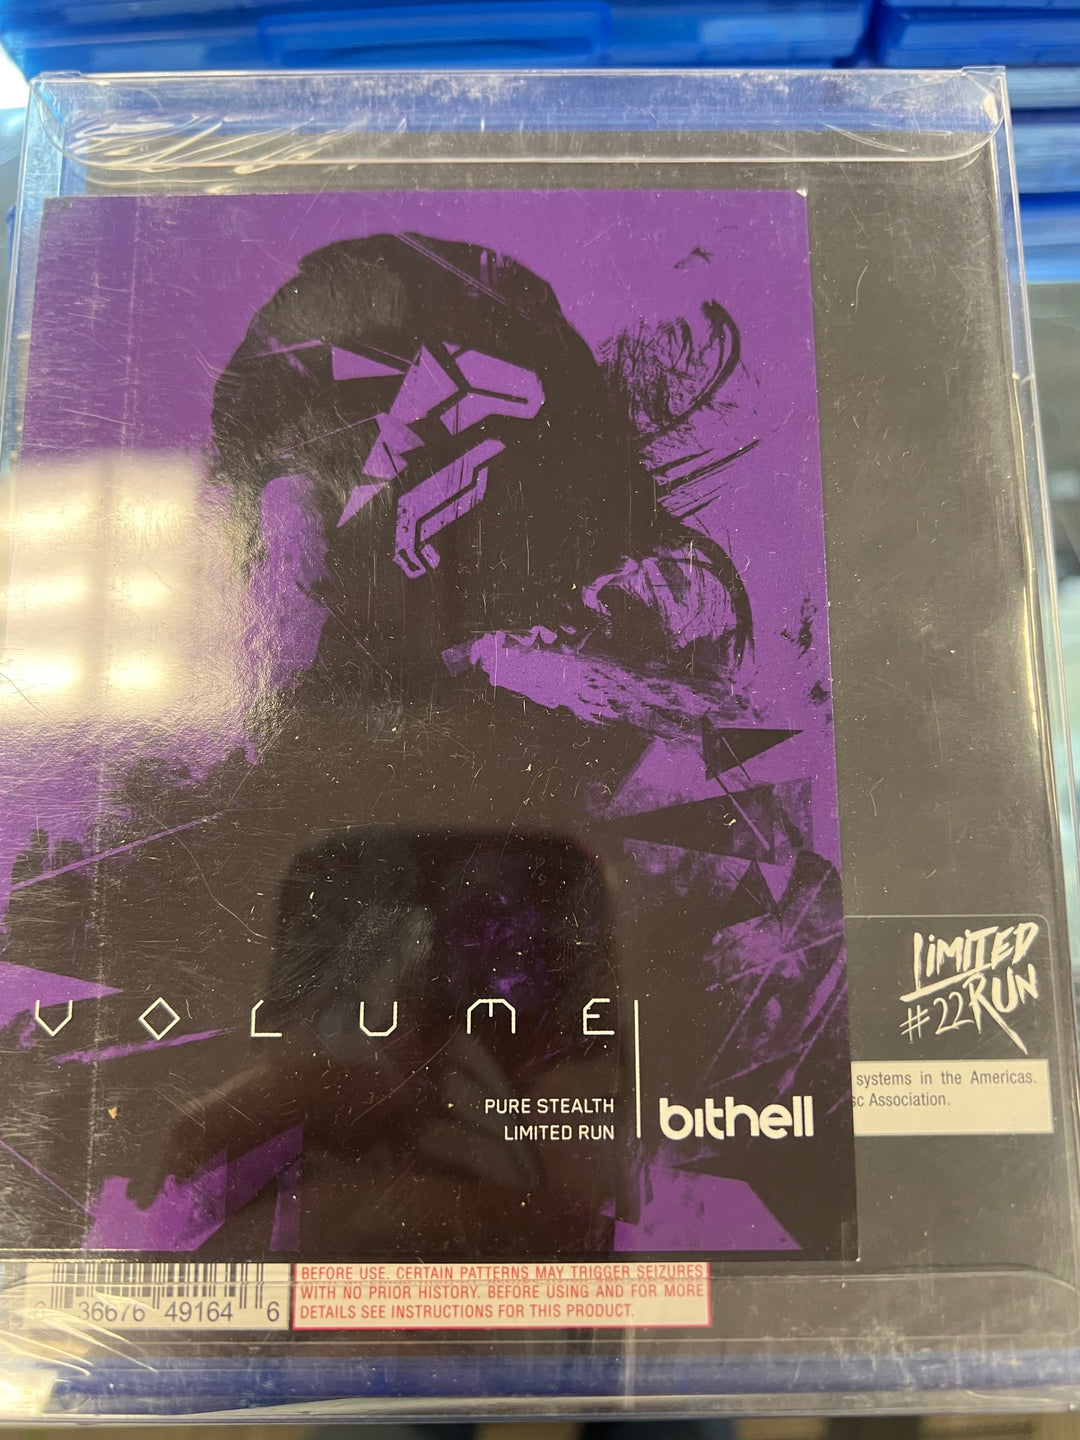 LIMITED
RUN
#22
systems in the Americas.
Association.
VOLUME
PURE STEALTH
LIMITED RUN
bithell
BEFORE USE. CERTAIN PATTERNS MAY TRIGGER SEIZURES
WITH NO PRIOR HISTORY. BEFORE USING AND FOR MORE
DETAILS SEE INSTRUCTIONS FOR THIS PRODUCT.
36676 49164 6